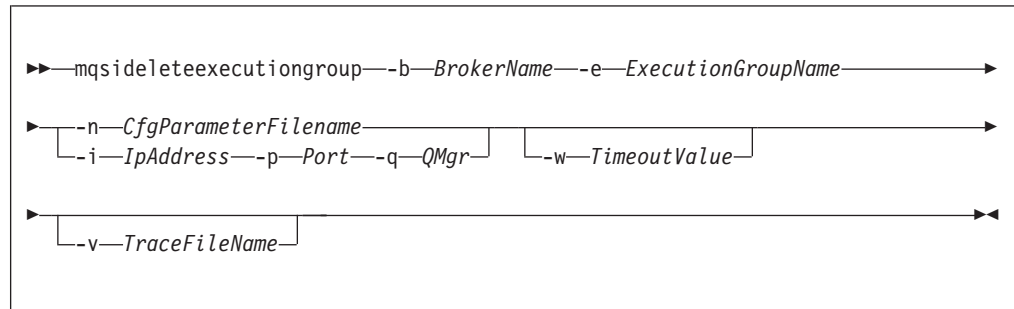 mqsideleteexecutiongroup -b BrokerName -e ExecutionGroupName
-n CfgParameterFilename
-i IpAddress -p Port -q QMgr -w TimeoutValue
-v TraceFileName